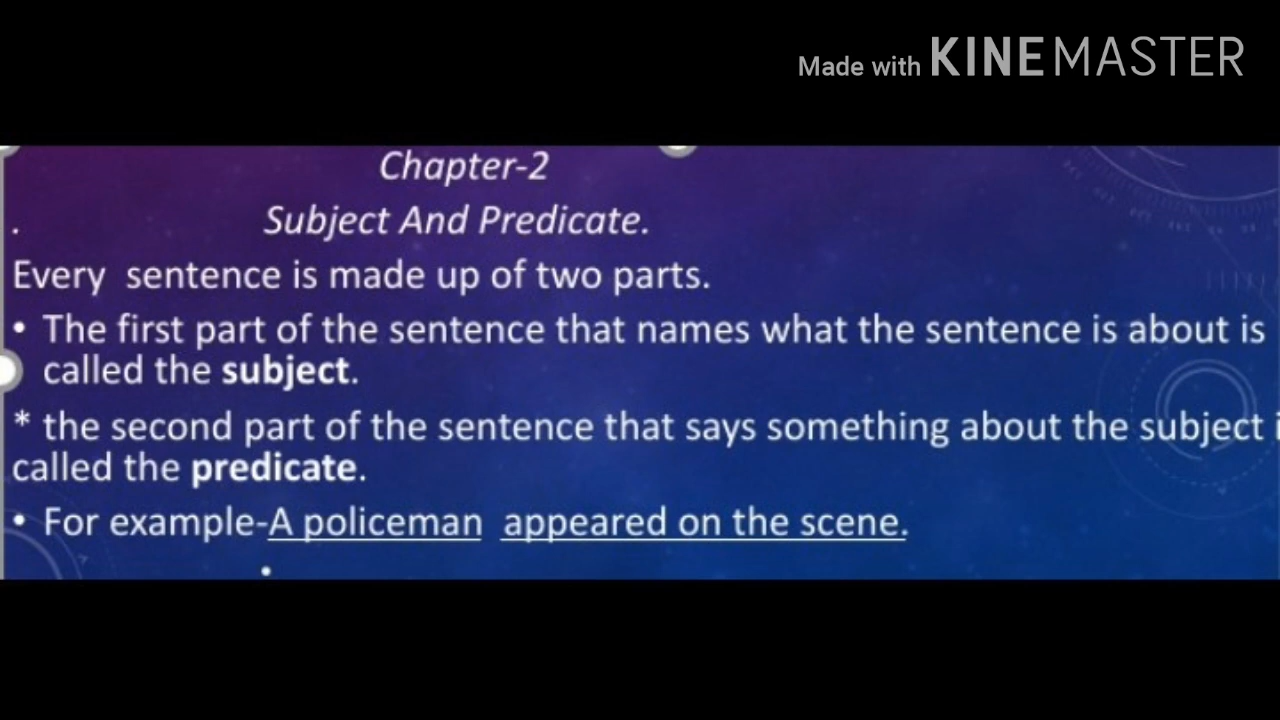 Made with KINEMASTER
Chapter-2
. Subject And Predicate.
Every sentence is made up of two parts.
• The first part of the sentence that names what the sentence is about is
called the subject.
* the second part of the sentence that says something about the subject
called the predicate.
• For example-A policeman appeared on the scene.
•